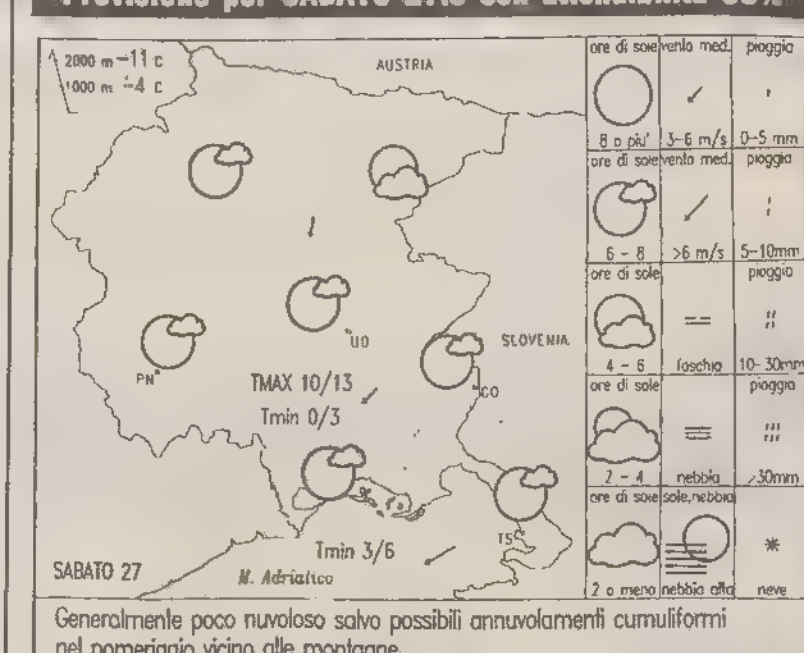 Previsione per SABATO 27.10 con attendibilità 80%
2000 m -11 c
1000 m -4 c
AUSTRIA
SLOVENIA
UD
PN
GO
TMAX 10/13
Tmin 0/3
TS
Tmin 3/6
SABATO 27
M. Adriatico
ore di sole vento med. pioggia
8 o piu' 3-6 m/s 0-5 mm
ore di sole vento med. pioggia
6 - 8 >6 m/s 5-10mm
ore di sole pioggia
4 - 6 foschia 10-30mm
ore di sole pioggia
2 - 4 nebbia >30mm
ore di sole sole,nebbia
2 o meno nebbia alta neve
Generalmente poco nuvoloso salvo possibili annuvolamenti cumuliformi
nel pomeriggio vicino alle montagne.